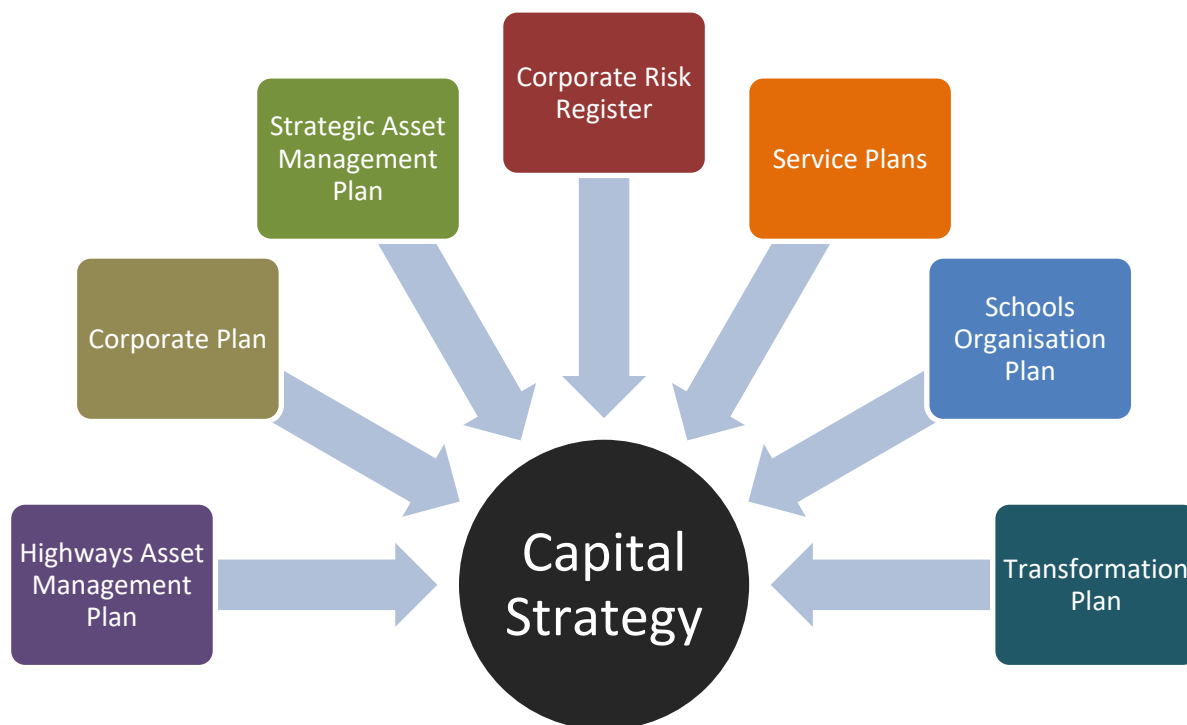 Corporate Risk
Register
Strategic Asset
Management
Plan
Service Plans
Corporate Plan
Schools
Organisation
Plan
Highways Asset
Management
Plan
Capital
Strategy
Transformation
Plan